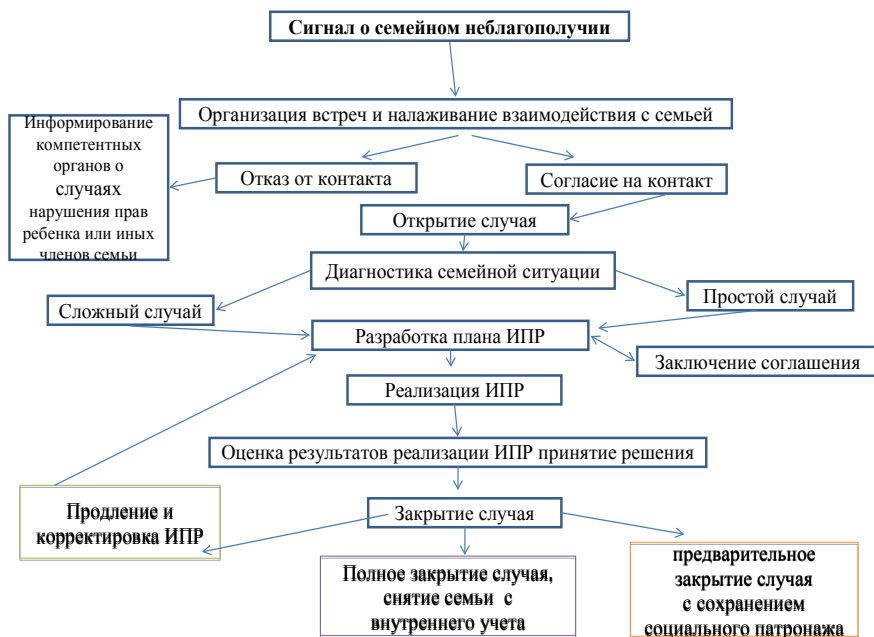 Сигнал о семейном неблагополучии
Организация встреч и налаживание взаимодействия с семьей
Информирование
компетентных
органов о
случаях
нарушения прав
ребенка или иных
членов семьи
Отказ от контакта
Согласие на контакт
Открытие случая
Диагностика семейной ситуации
Сложный случай
Простой случай
Разработка плана ИПР
Заключение соглашения
Реализация ИПР
Оценка результатов реализации ИПР принятие решения
Продление и
корректировка ИПР
Закрытие случая
Полное закрытие случая,
снятие семьи с
внутреннего учета
предварительное
закрытие случая
с сохранением
социального патронажа